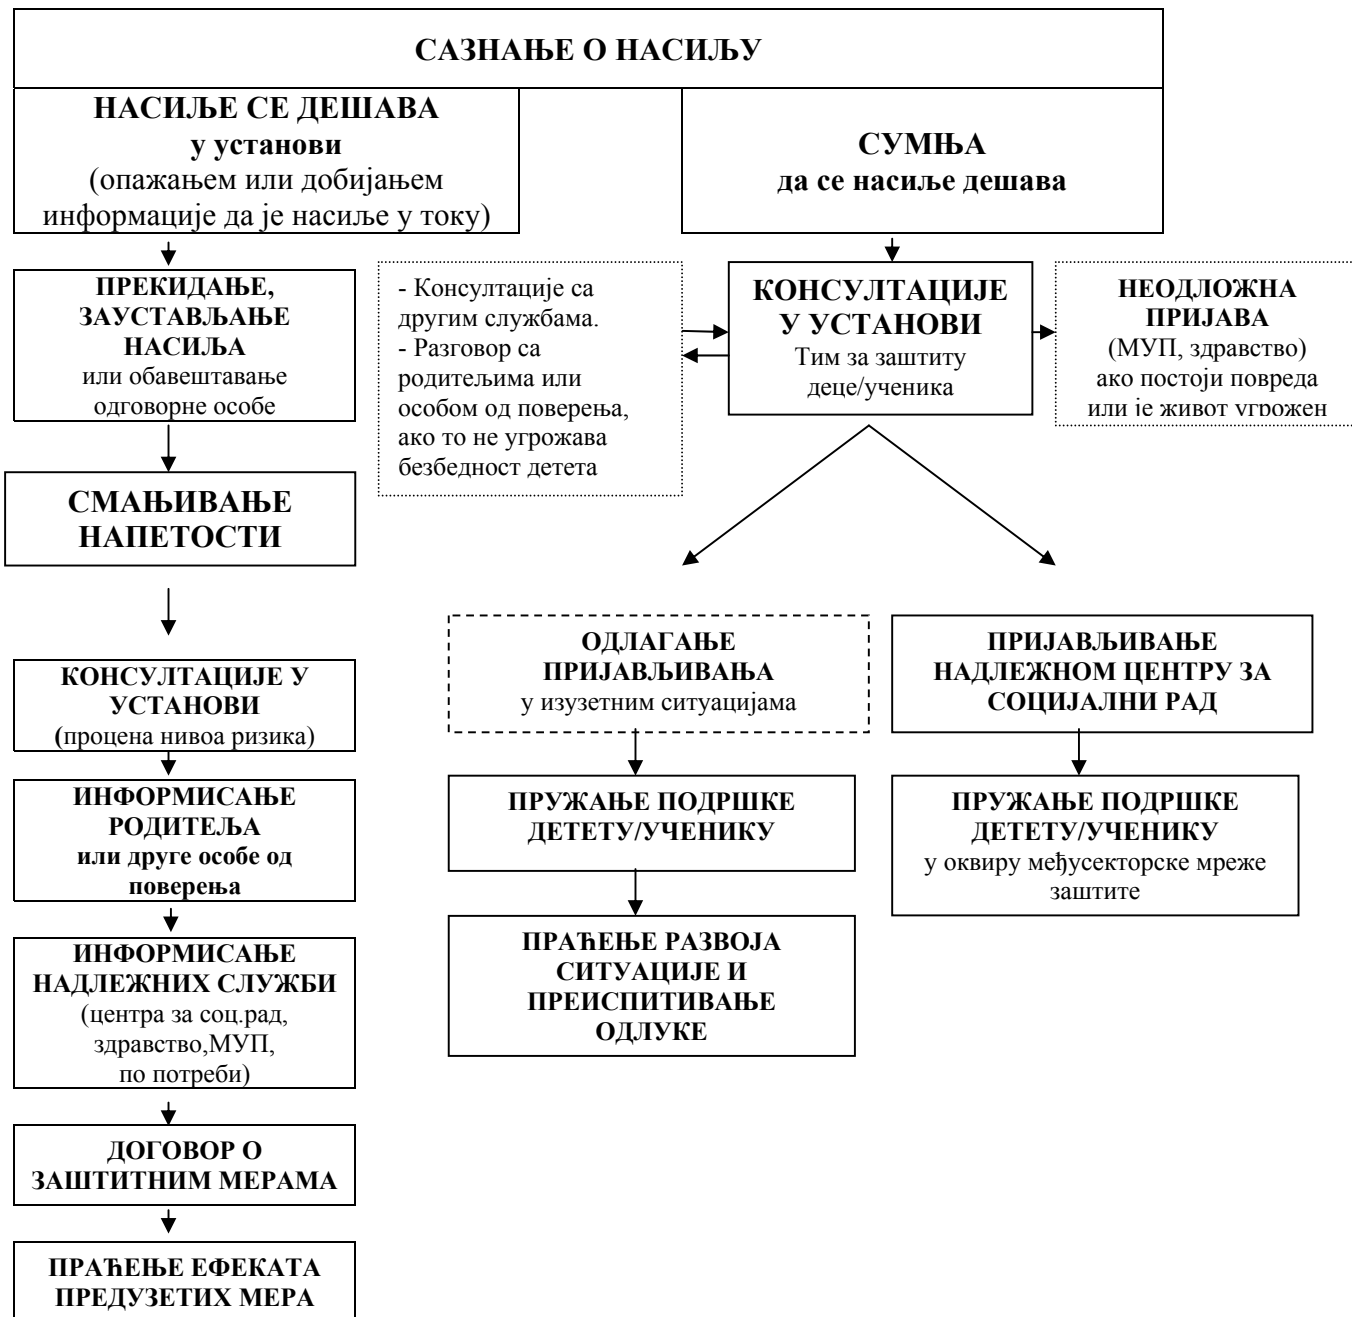 САЗНАЊЕ О НАСИЉУ
НАСИЉЕ СЕ ДЕШАВА
у установи
(опажањем или добијањем
информације да је насиље у току)
СУМЊА
да се насиље дешава
ПРЕКИДАЊЕ,
ЗАУСТАВЉАЊЕ
НАСИЉА
или обавештавање
одговорне особе
- Консултације са
другим службама.
- Разговор са
родитељима или
особом од поверења,
ако то не угрожава
безбедност детета
КОНСУЛТАЦИЈЕ
У УСТАНОВИ
Тим за заштиту
деце/ученика
НЕОДЛОЖНА
ПРИЈАВА
(МУП, здравство)
ако постоји повреда
или је живот угрожен
СМАЊИВАЊЕ
НАПЕТОСТИ
КОНСУЛТАЦИЈЕ У
УСТАНОВИ
(процена нивоа ризика)
ИНФОРМИСАЊЕ
РОДИТЕЉА
или друге особе од
поверења
ИНФОРМИСАЊЕ
НАДЛЕЖНИХ СЛУЖБИ
(центра за соц.рад,
здравство,МУП,
по потреби)
ДОГОВОР О
ЗАШТИТНИМ МЕРАМА
ПРАЋЕЊЕ ЕФЕКАТА
ПРЕДУЗЕТИХ МЕРА
ОДЛАГАЊЕ
ПРИЈАВЉИВАЊА
у изузетним ситуацијама
ПРУЖАЊЕ ПОДРШКЕ
ДЕТЕТУ/УЧЕНИКУ
ПРАЋЕЊЕ РАЗВОЈА
СИТУАЦИЈЕ И
ПРЕИСПИТИВАЊЕ
ОДЛУКЕ
ПРИЈАВЉИВАЊЕ
НАДЛЕЖНОМ ЦЕНТРУ ЗА
СОЦИЈАЛНИ РАД
ПРУЖАЊЕ ПОДРШКЕ
ДЕТЕТУ/УЧЕНИКУ
у оквиру међусекторске мреже
заштите